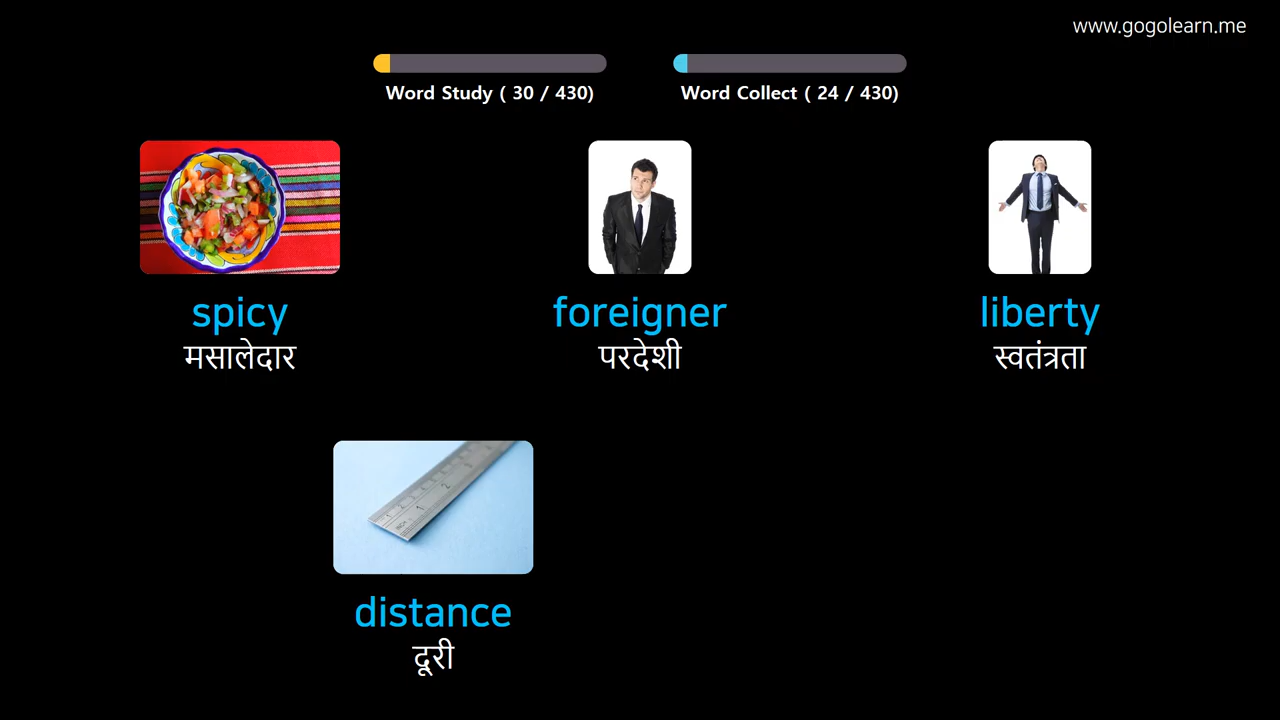 www.gogolearn.me
Word Study ( 30 / 430)
Word Collect ( 24 / 430)
spicy
मसालेदार
foreigner
परदेशी
liberty
स्वतंत्रता
distance
दूरी